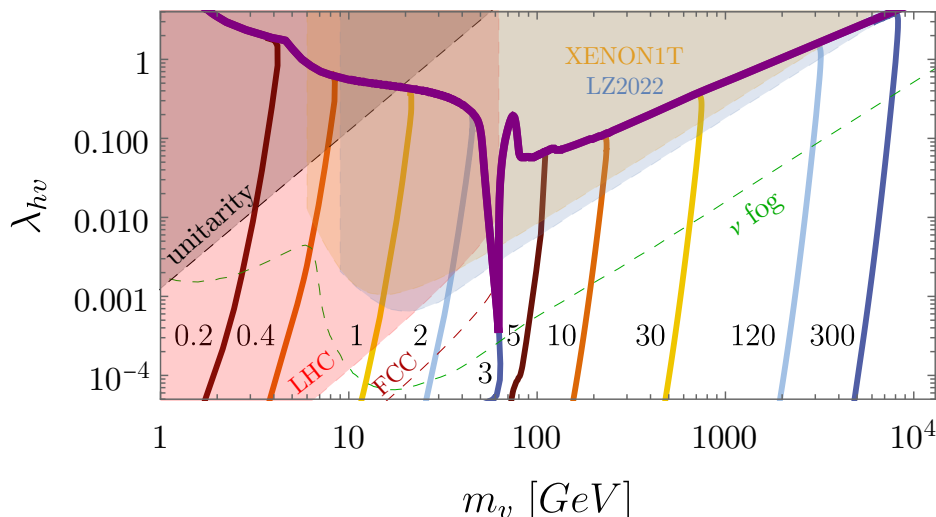 XENON1T
LZ2022
unitarity
ν fog
0.2 0.4 1 2 3 5 10 30 120 300
LHC
FCC
λ_{hv}
1
0.100
0.010
0.001
10^{-4}
1 10 100 1000 10^4
m_v [GeV]